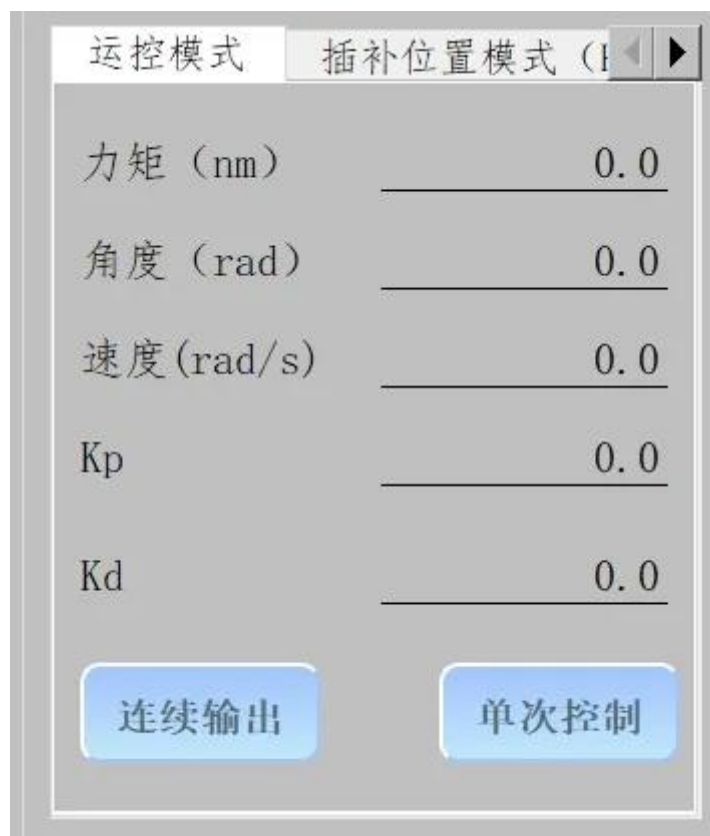 运控模式 插补位置模式（
力矩（nm） 0.0
角度（rad） 0.0
速度(rad/s) 0.0
Kp 0.0
Kd 0.0
连续输出 单次控制